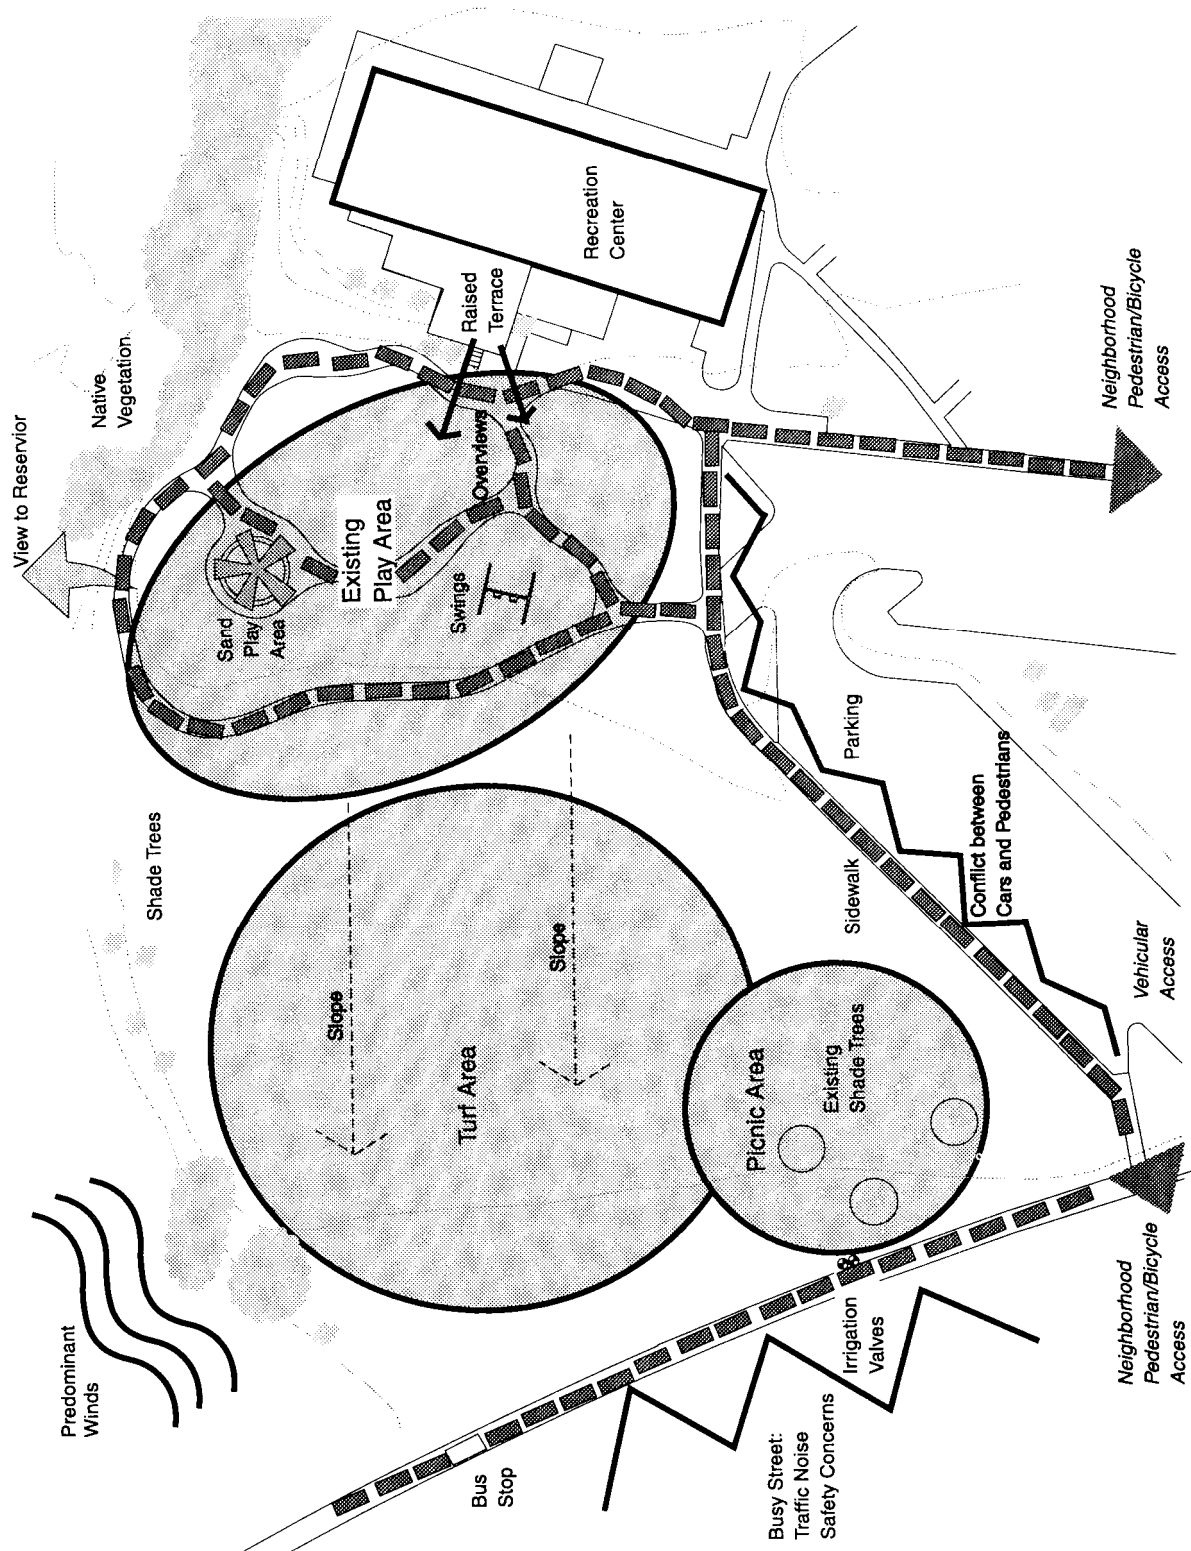 Predominant
Winds
Shade Trees
View to Reservior
Native
Vegetation
Sand
Play
Area
Existing
Play Area
Swings
Overviews
Raised
Terrace
Recreation
Center
Slope
Slope
Turf Area
Picnic Area
Existing
Shade Trees
Bus
Stop
Busy Street:
Traffic Noise
Safety Concerns
Irrigation
Valves
Sidewalk
Parking
Conflict between
Cars and Pedestrians
Neighborhood
Pedestrian/Bicycle
Access
Vehicular
Access
Neighborhood
Pedestrian/Bicycle
Access